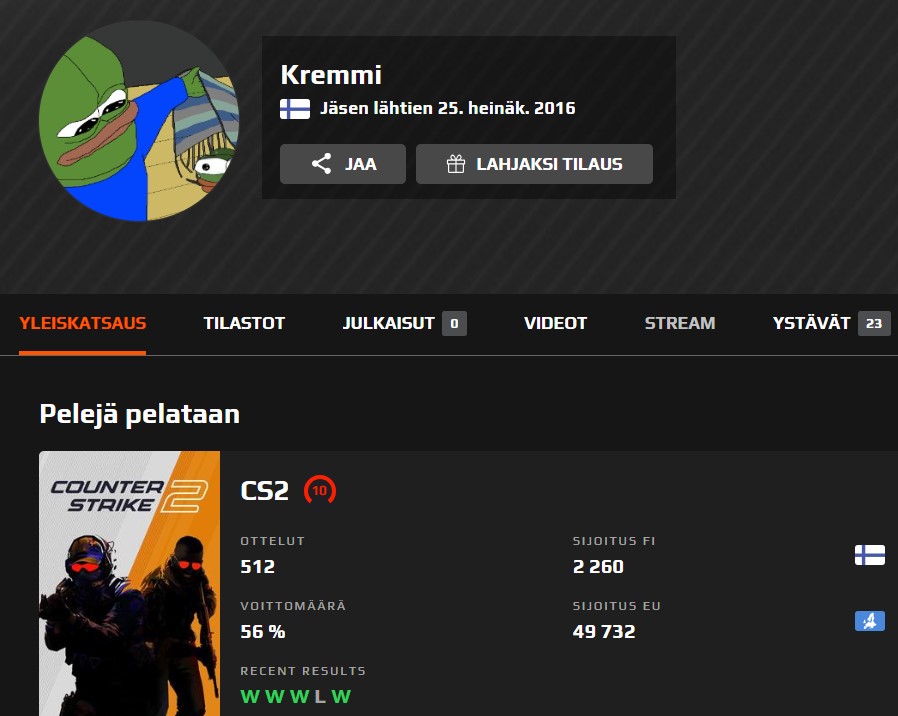 Kremmi
Jäsen lähtien 25. heinäk. 2016
JAA
LAHJAKSI TILAUS
YLEISKATSAUS
TILASTOT
JULKAISUT 0
VIDEOT
STREAM
YSTÄVÄT 23
Pelejä pelataan
COUNTER
STRIKE 2
CS2 10
OTTELUT
512
SIJOITUS FI
2 260
VOITTOMÄÄRÄ
56 %
SIJOITUS EU
49 732
RECENT RESULTS
W W W L W